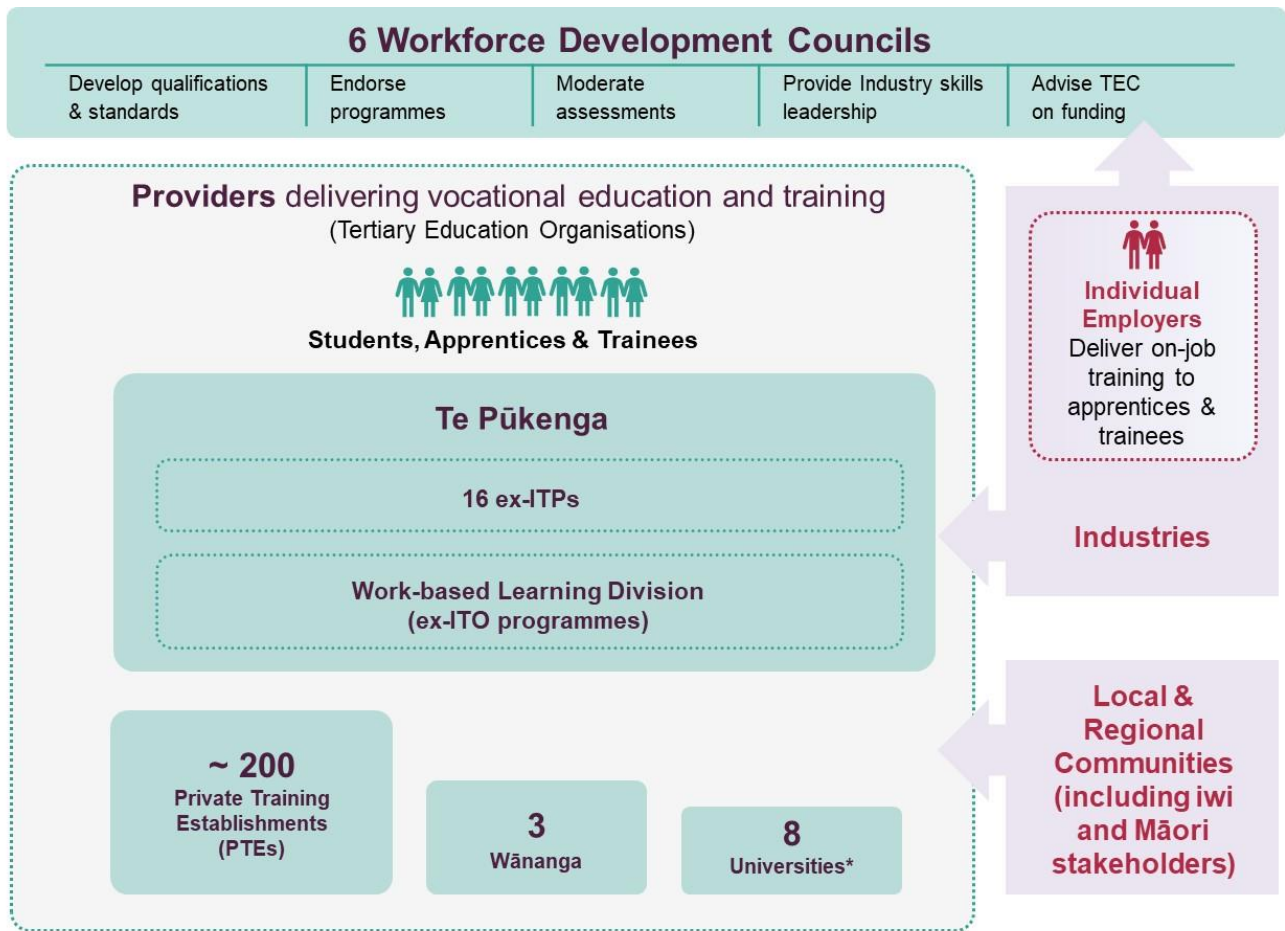 6 Workforce Development Councils
Develop qualifications
& standards
Endorse
programmes
Moderate
assessments
Provide Industry skills
leadership
Advise TEC
on funding
Providers delivering vocational education and training
(Tertiary Education Organisations)
Students, Apprentices & Trainees
Te Pūkenga
16 ex-ITPs
Work-based Learning Division
(ex-ITO programmes)
~ 200
Private Training
Establishments
(PTEs)
3
Wānanga
8
Universities*
Individual
Employers
Deliver on-job
training to
apprentices &
trainees
Industries
Local &
Regional
Communities
(including iwi
and Māori
stakeholders)